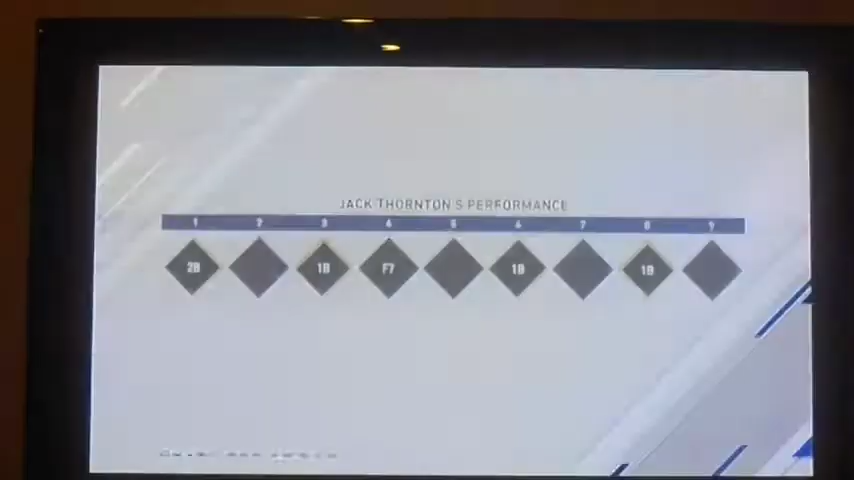 JACK THORNTON'S PERFORMANCE
1 2 3 4 5 6 7 8 9
2B 1B F7 1B 1B